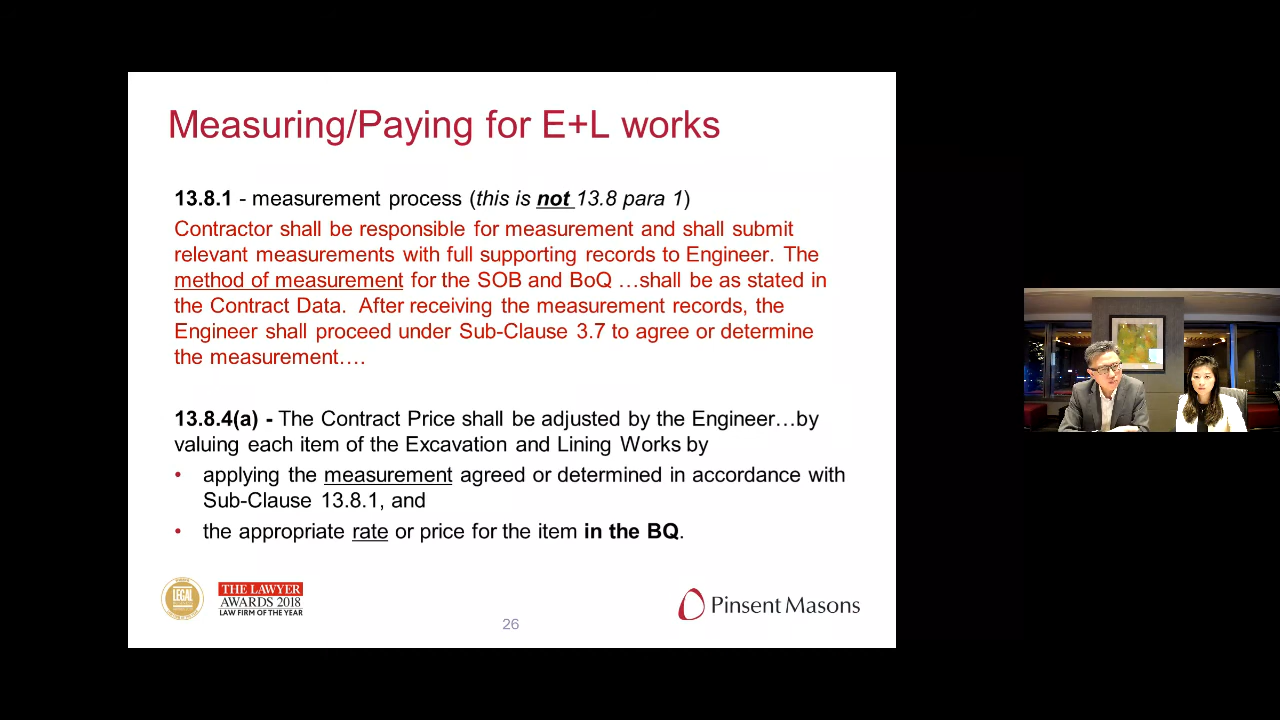 Measuring/Paying for E+L works
13.8.1 - measurement process (this is not 13.8 para 1)
Contractor shall be responsible for measurement and shall submit
relevant measurements with full supporting records to Engineer. The
method of measurement for the SOB and BoQ …shall be as stated in
the Contract Data. After receiving the measurement records, the
Engineer shall proceed under Sub-Clause 3.7 to agree or determine
the measurement….
13.8.4(a) - The Contract Price shall be adjusted by the Engineer…by
valuing each item of the Excavation and Lining Works by
• applying the measurement agreed or determined in accordance with
Sub-Clause 13.8.1, and
• the appropriate rate or price for the item in the BQ.
LEGAL
THE LAWYER
AWARDS 2018
LAW FIRM OF THE YEAR
Pinsent Masons
26